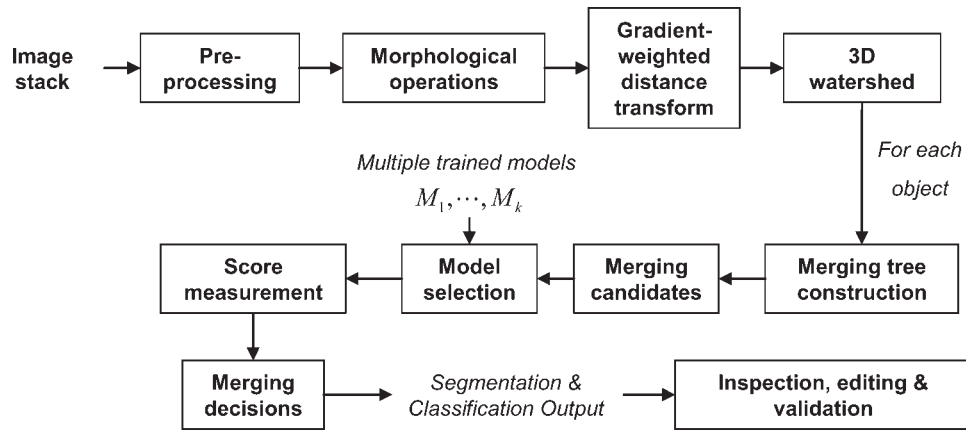 Image
stack
Pre-
processing
Morphological
operations
Gradient-
weighted
distance
transform
3D
watershed
For each
object
Multiple trained models
M₁,⋯,Mₖ
Score
measurement
Model
selection
Merging
candidates
Merging tree
construction
Merging
decisions
Segmentation &
Classification Output
Inspection, editing &
validation